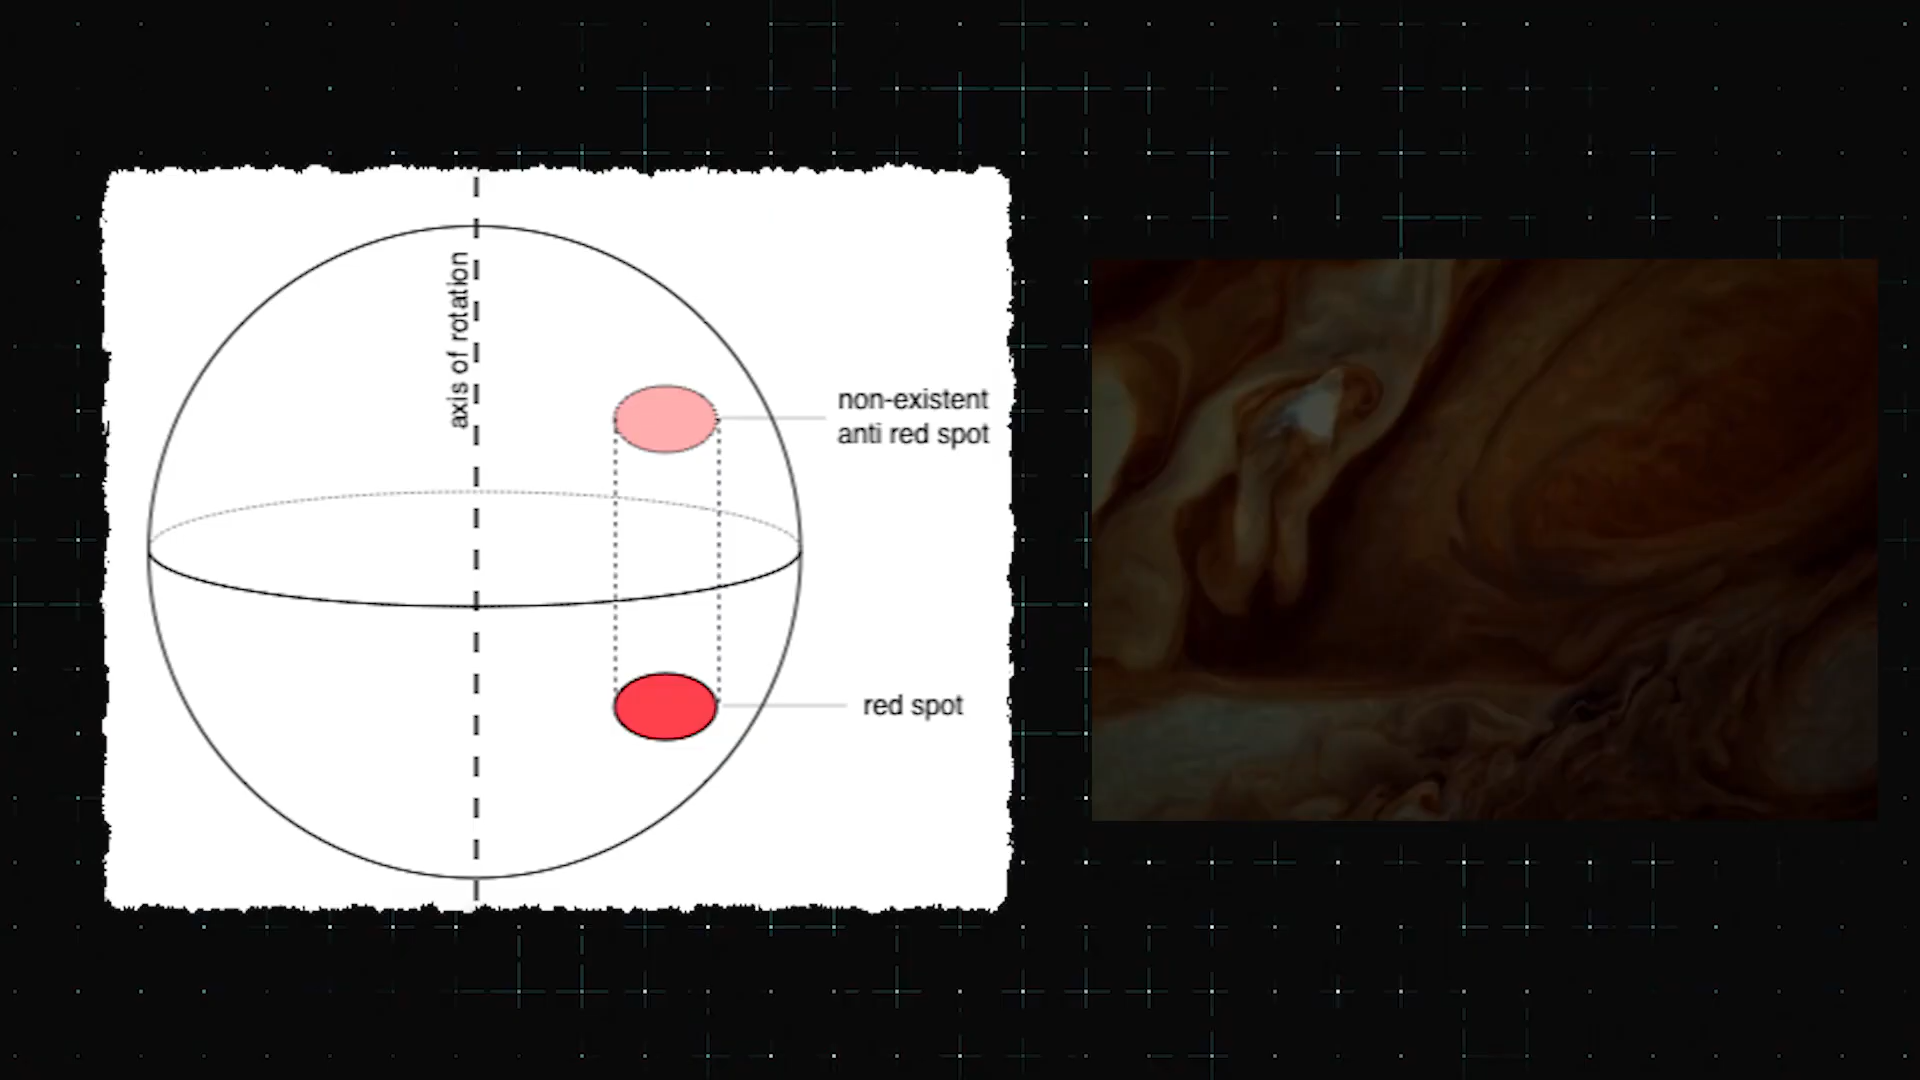 axis of rotation
non-existent
anti red spot
red spot